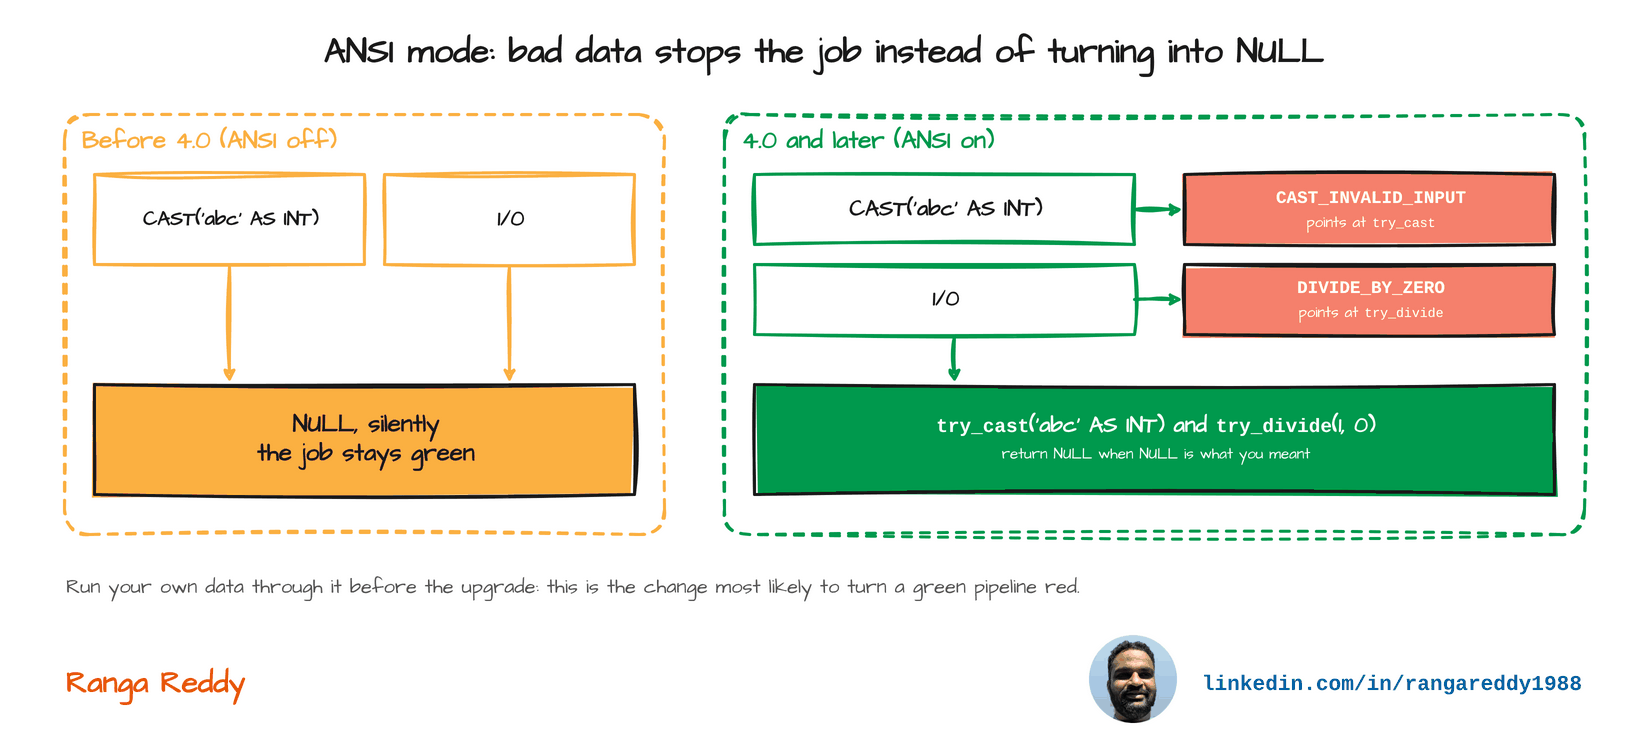 ANSI mode: bad data stops the job instead of turning into NULL
Before 4.0 (ANSI off)
CAST('abc' AS INT)
1/0
NULL, silently
the job stays green
4.0 and later (ANSI on)
CAST('abc' AS INT)
CAST_INVALID_INPUT
points at try_cast
1/0
DIVIDE_BY_ZERO
points at try_divide
try_cast('abc' AS INT) and try_divide(1, 0)
return NULL when NULL is what you meant
Run your own data through it before the upgrade: this is the change most likely to turn a green pipeline red.
Ranga Reddy
linkedin.com/in/rangareddy1988